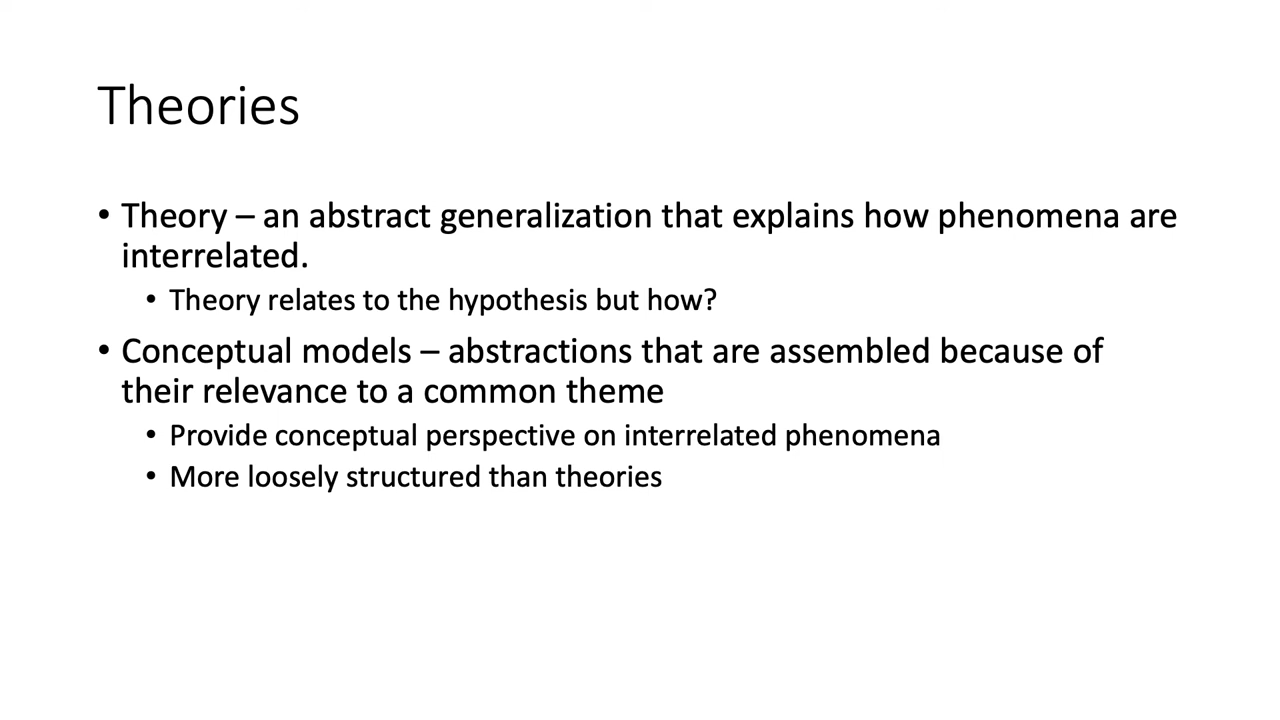 Theories
• Theory – an abstract generalization that explains how phenomena are
interrelated.
• Theory relates to the hypothesis but how?
• Conceptual models – abstractions that are assembled because of
their relevance to a common theme
• Provide conceptual perspective on interrelated phenomena
• More loosely structured than theories